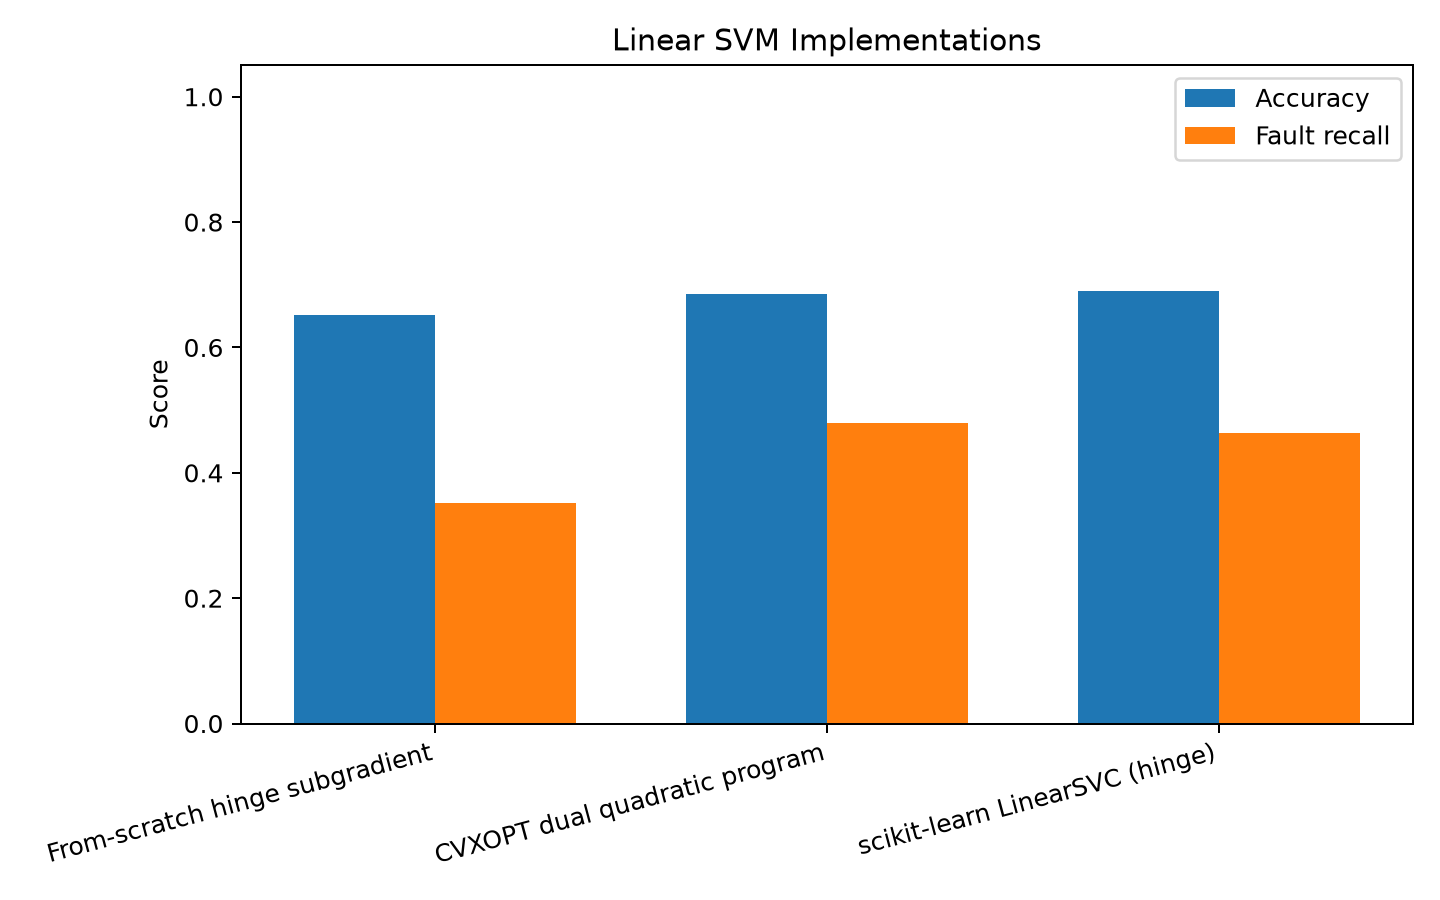 Linear SVM Implementations
Accuracy
Fault recall
Score
1.0
0.8
0.6
0.4
0.2
0.0
From-scratch hinge subgradient
CVXOPT dual quadratic program
scikit-learn LinearSVC (hinge)